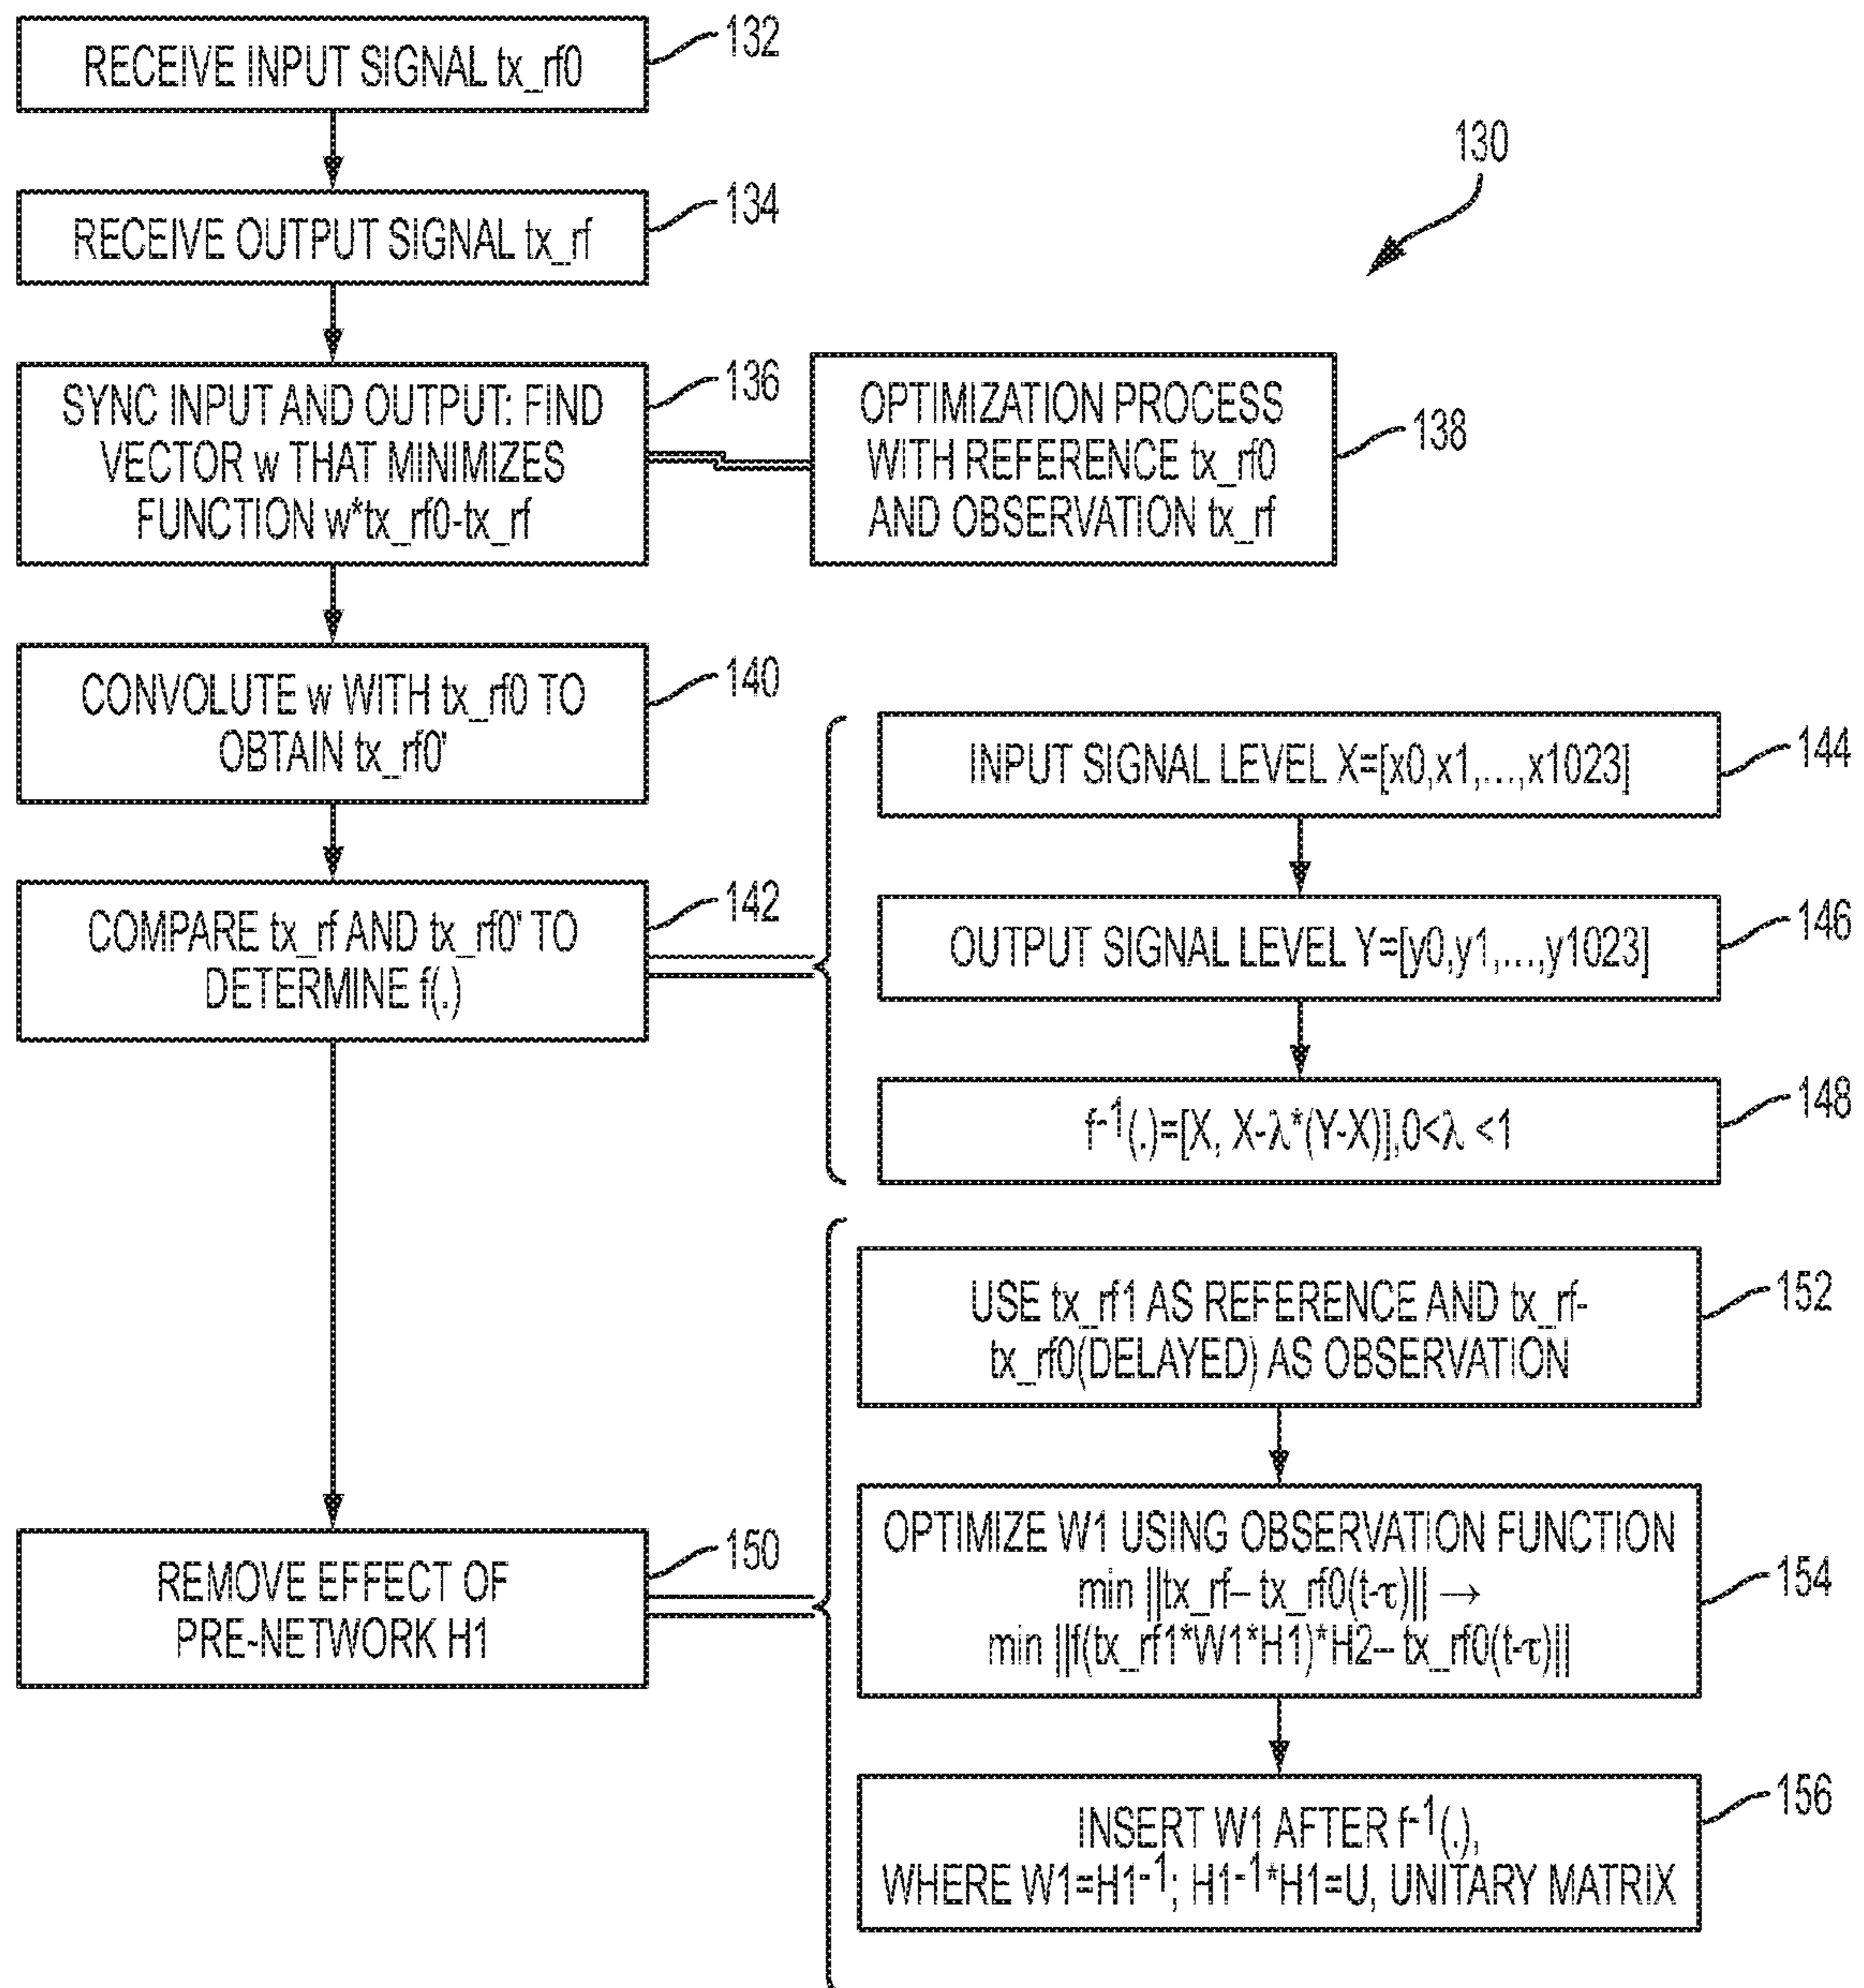 RECEIVE INPUT SIGNAL tx_rf0
132
130
RECEIVE OUTPUT SIGNAL tx_rf
134
SYNC INPUT AND OUTPUT: FIND
VECTOR w THAT MINIMIZES
FUNCTION w*tx_rf0-tx_rf
136
OPTIMIZATION PROCESS
WITH REFERENCE tx_rf0
AND OBSERVATION tx_rf
138
CONVOLUTE w WITH tx_rf0 TO
OBTAIN tx_rf0'
140
COMPARE tx_rf AND tx_rf0' TO
DETERMINE f(.)
142
INPUT SIGNAL LEVEL X=[x0,x1,...,x1023]
144
OUTPUT SIGNAL LEVEL Y=[y0,y1,...,y1023]
146
f⁻¹(.)=[X, X-λ*(Y-X)],0<λ <1
148
REMOVE EFFECT OF
PRE-NETWORK H1
150
USE tx_rf1 AS REFERENCE AND tx_rf-
tx_rf0(DELAYED) AS OBSERVATION
152
OPTIMIZE W1 USING OBSERVATION FUNCTION
min ||tx_rf– tx_rf0(t-τ)|| →
min ||f(tx_rf1*W1*H1)*H2– tx_rf0(t-τ)||
154
INSERT W1 AFTER f⁻¹(.),
WHERE W1=H1⁻¹; H1⁻¹*H1=U, UNITARY MATRIX
156